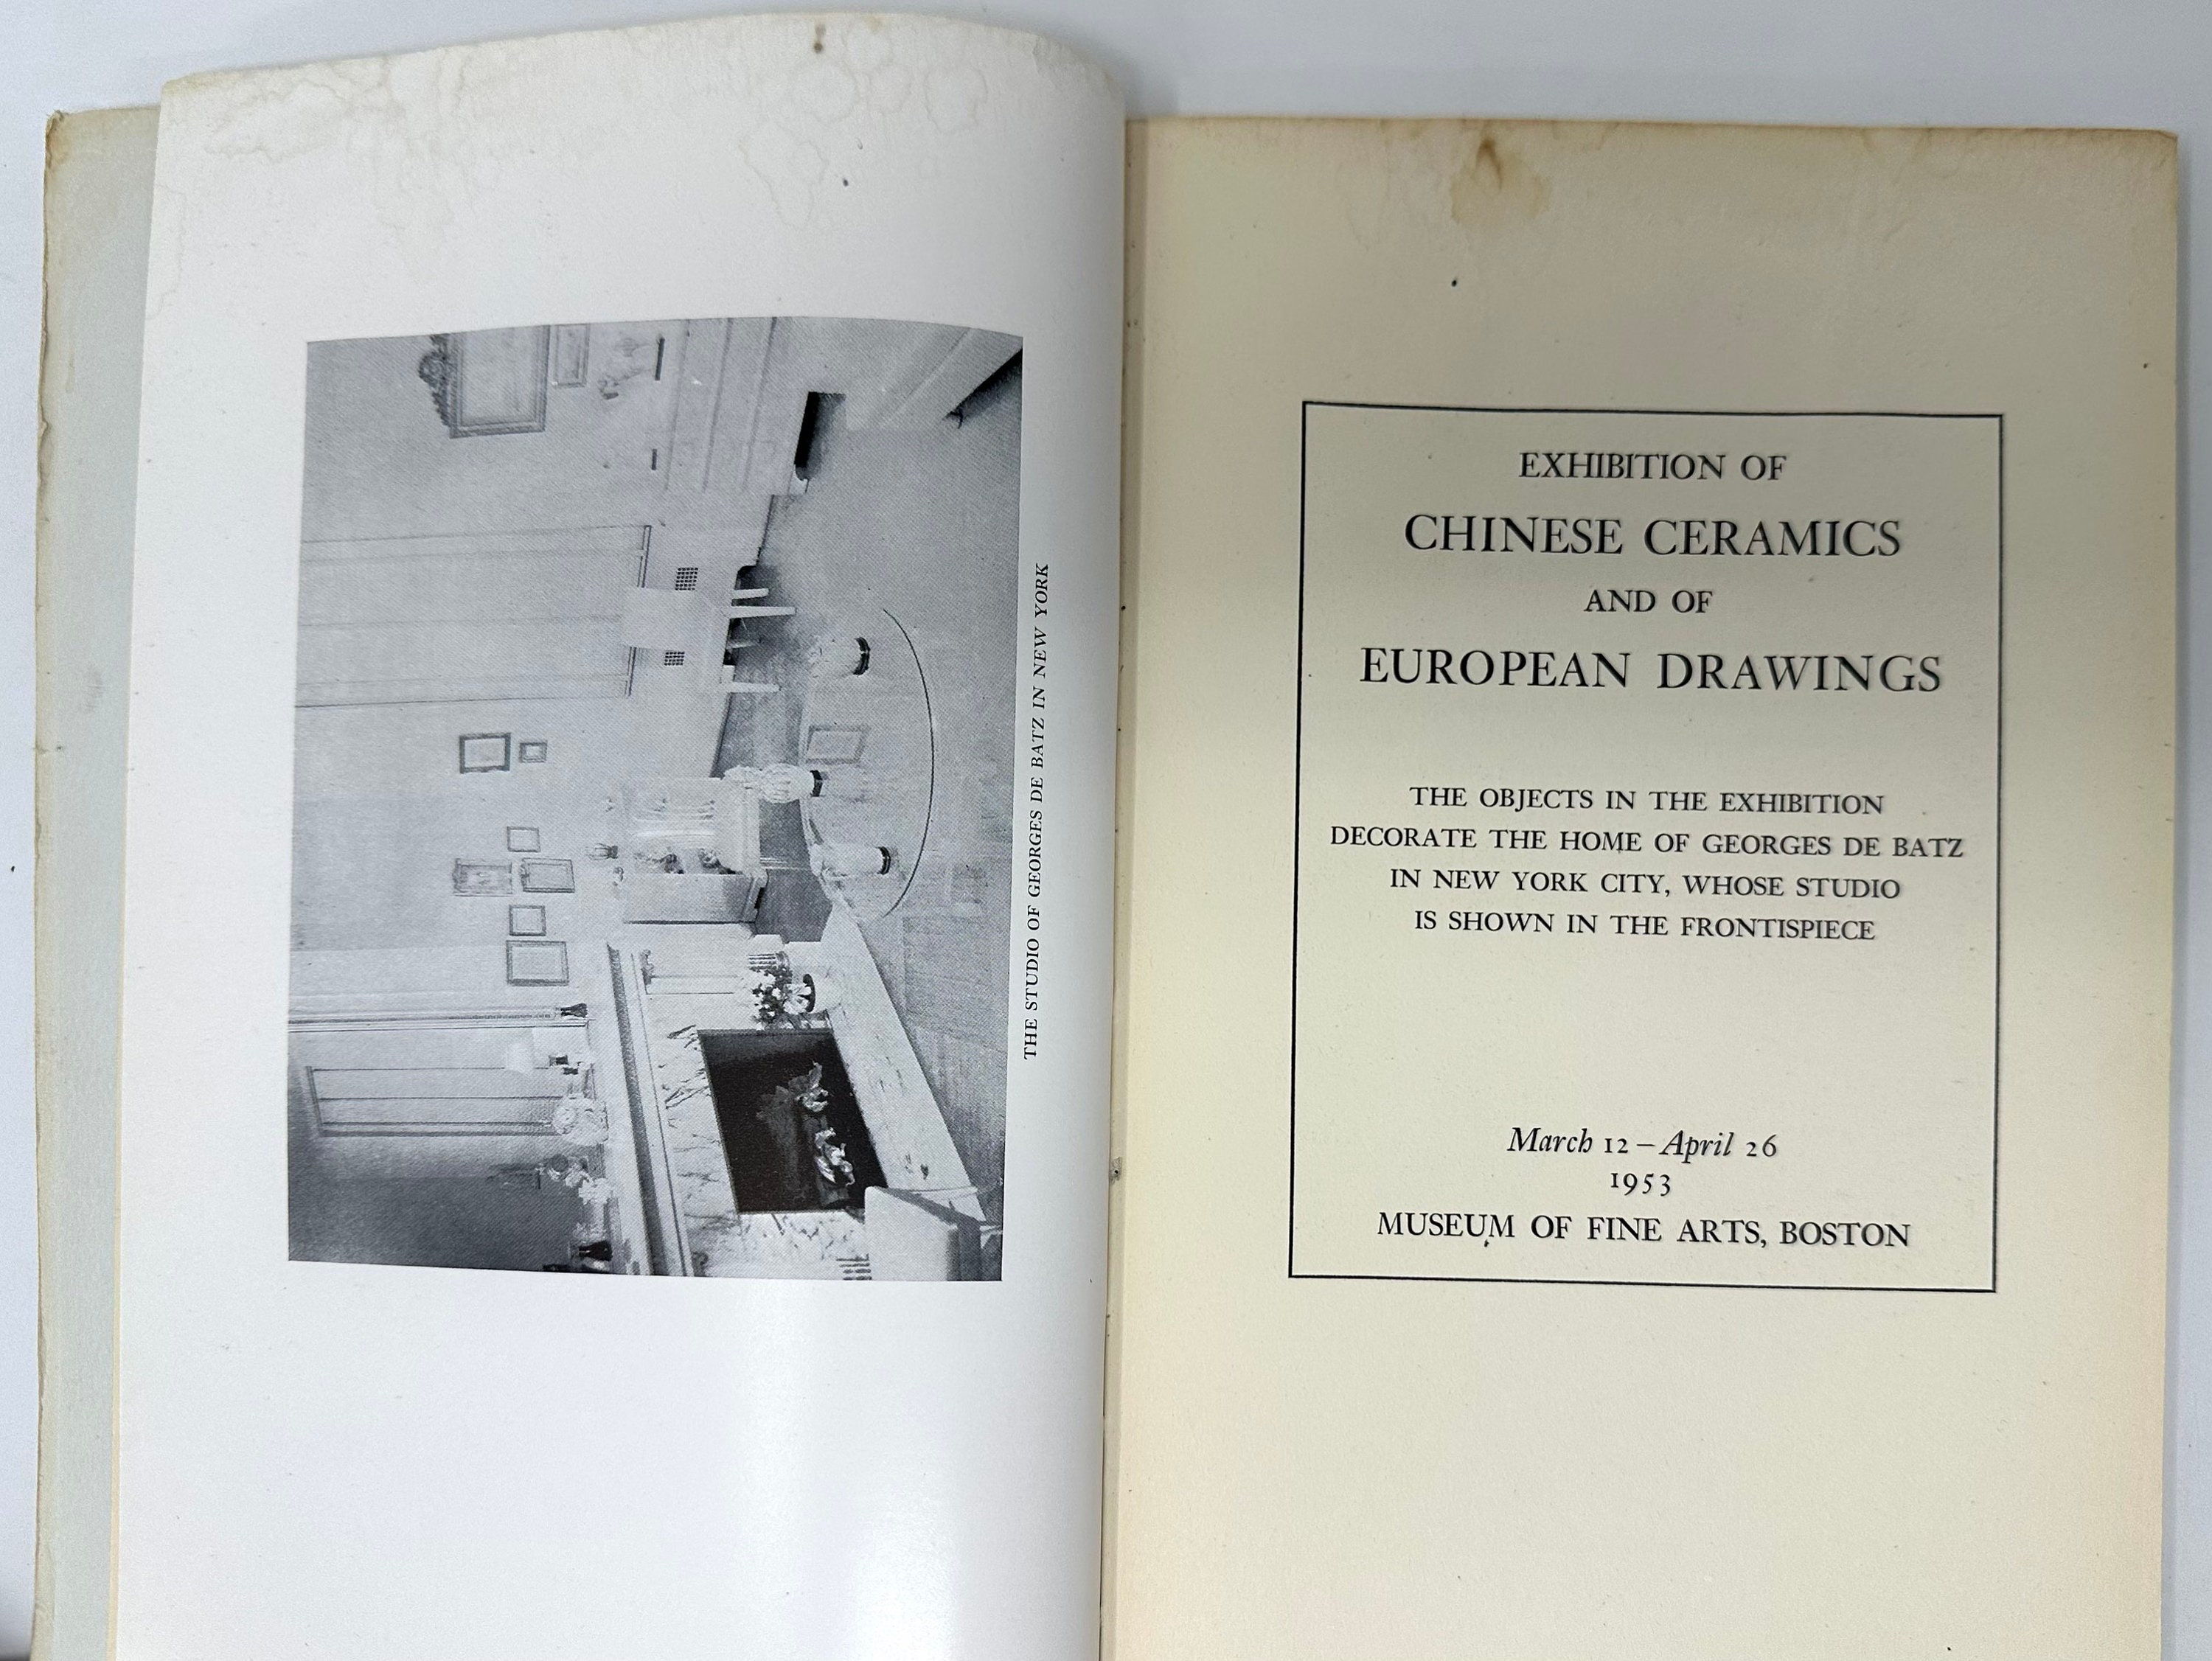 THE STUDIO OF GEORGES DE BATZ IN NEW YORK
EXHIBITION OF
CHINESE CERAMICS
AND OF
EUROPEAN DRAWINGS
THE OBJECTS IN THE EXHIBITION
DECORATE THE HOME OF GEORGES DE BATZ
IN NEW YORK CITY, WHOSE STUDIO
IS SHOWN IN THE FRONTISPIECE
March 12 – April 26
1953
MUSEUM OF FINE ARTS, BOSTON